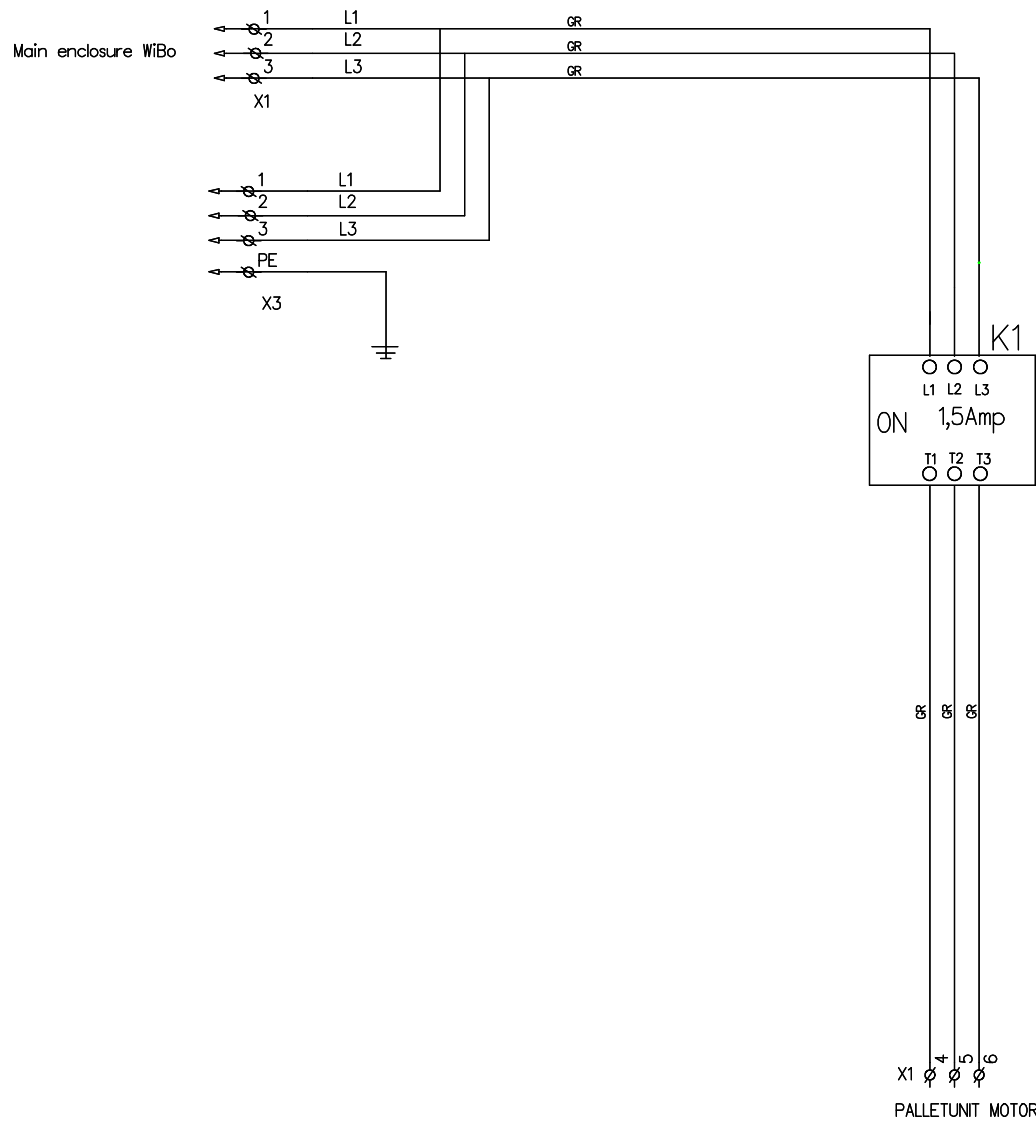 1 L1 GR
Main enclosure WiBo
2 L2 GR
3 L3 GR
X1
1 L1
2 L2
3 L3
PE
X3
K1
L1 L2 L3
ON 1,5Amp
T1 T2 T3
GR GR GR
X1 4 5 6
PALLETUNIT MOTOR